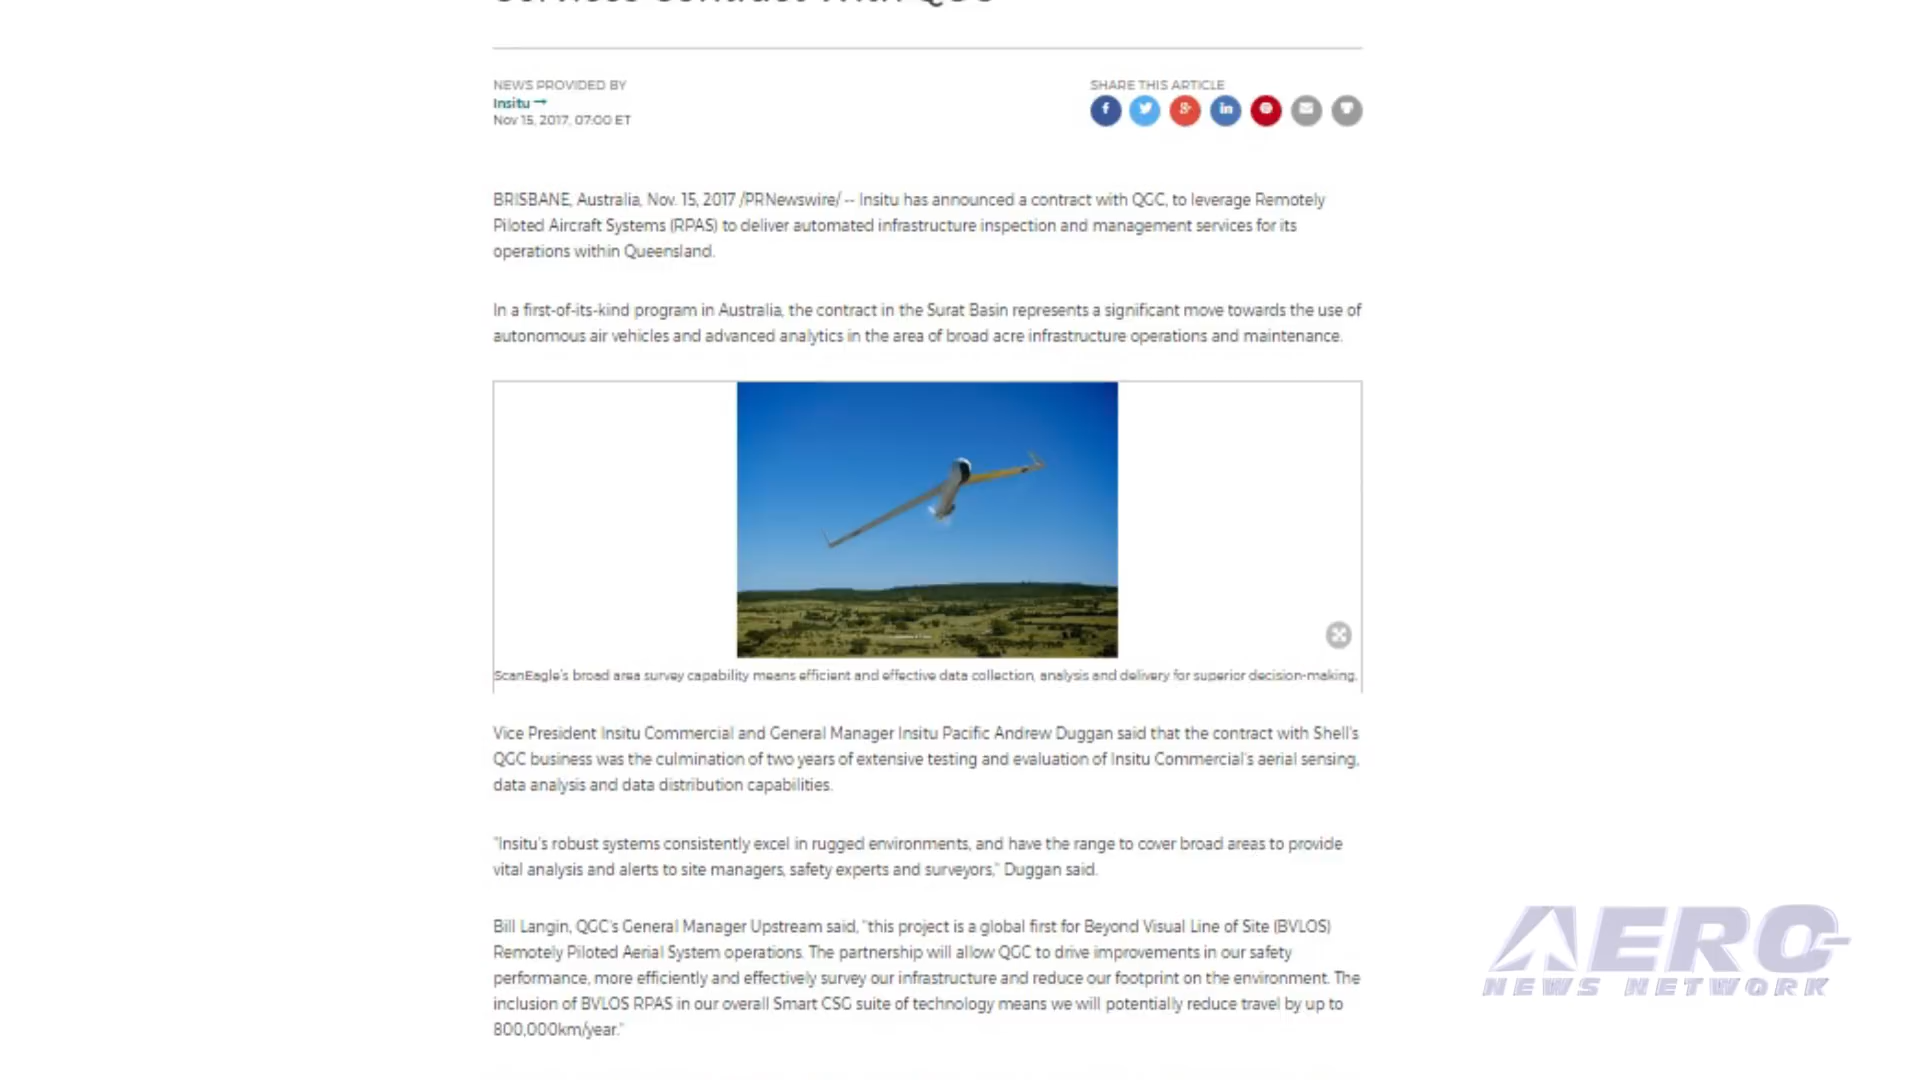 Services Contract With QGC
NEWS PROVIDED BY
Insitu →
Nov 15, 2017, 07:00 ET
SHARE THIS ARTICLE
BRISBANE, Australia, Nov. 15, 2017 /PRNewswire/ -- Insitu has announced a contract with QGC, to leverage Remotely
Piloted Aircraft Systems (RPAS) to deliver automated infrastructure inspection and management services for its
operations within Queensland.
In a first-of-its-kind program in Australia, the contract in the Surat Basin represents a significant move towards the use of
autonomous air vehicles and advanced analytics in the area of broad acre infrastructure operations and maintenance.
ScanEagle's broad area survey capability means efficient and effective data collection, analysis and delivery for superior decision-making.
Vice President Insitu Commercial and General Manager Insitu Pacific Andrew Duggan said that the contract with Shell's
QGC business was the culmination of two years of extensive testing and evaluation of Insitu Commercial's aerial sensing,
data analysis and data distribution capabilities.
"Insitu's robust systems consistently excel in rugged environments, and have the range to cover broad areas to provide
vital analysis and alerts to site managers, safety experts and surveyors," Duggan said.
Bill Langin, QGC's General Manager Upstream said, "this project is a global first for Beyond Visual Line of Site (BVLOS)
Remotely Piloted Aerial System operations. The partnership will allow QGC to drive improvements in our safety
performance, more efficiently and effectively survey our infrastructure and reduce our footprint on the environment. The
inclusion of BVLOS RPAS in our overall Smart CSG suite of technology means we will potentially reduce travel by up to
800,000km/year."
AERO-
NEWS NETWORK